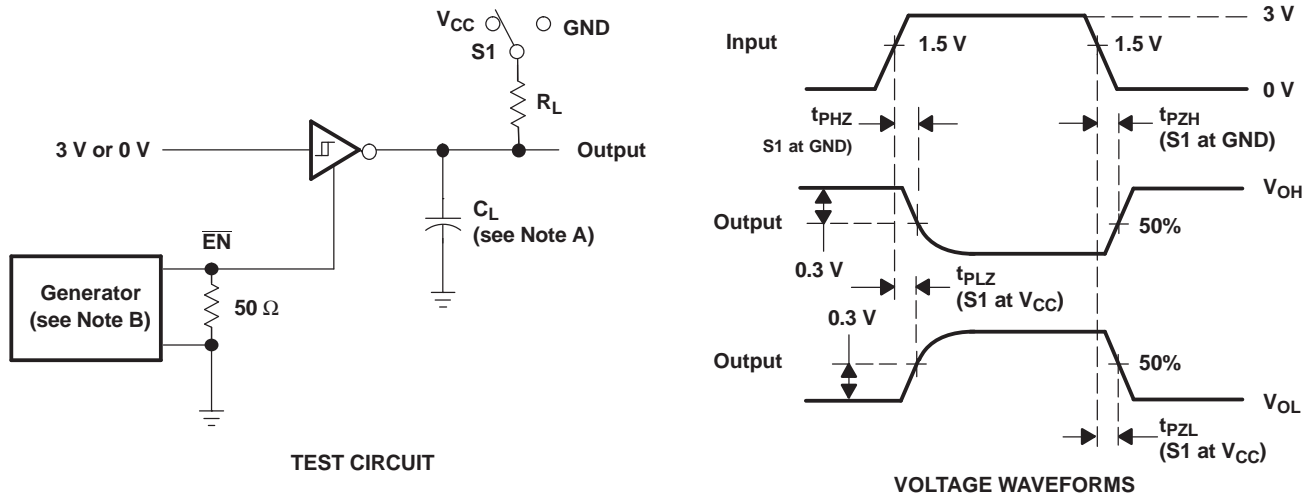 VCC
GND
S1
RL
3 V or 0 V
Output
CL
(see Note A)
EN
Generator
(see Note B)
50 Ω
TEST CIRCUIT
3 V
Input
1.5 V
1.5 V
0 V
tPHZ
S1 at GND)
tPZH
(S1 at GND)
VOH
Output
50%
0.3 V
tPLZ
(S1 at VCC)
0.3 V
Output
50%
VOL
tPZL
(S1 at VCC)
VOLTAGE WAVEFORMS